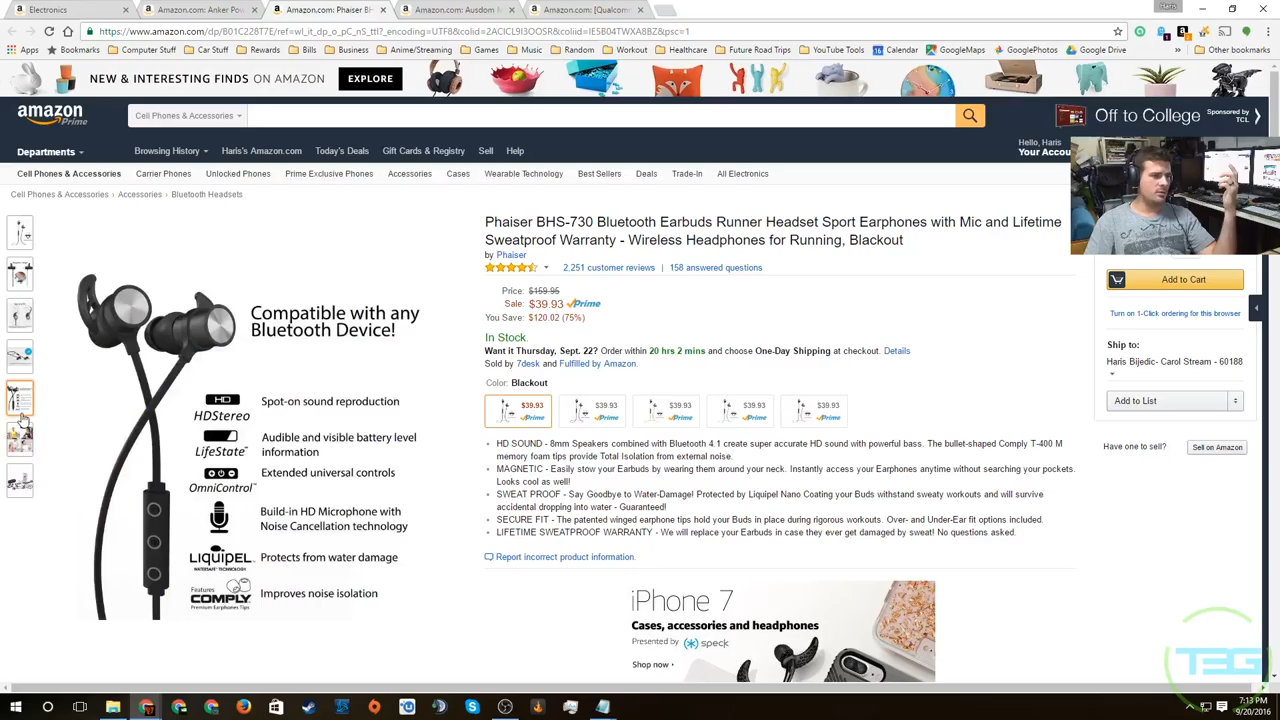 Electronics
Amazon.com: Anker Pow
Amazon.com: Phaiser BH
Amazon.com: Ausdom M
Amazon.com: [Qualcomm
Haris
https://www.amazon.com/dp/B01C228T7E/ref=wl_it_dp_o_pC_nS_ttl?_encoding=UTF8&colid=2ACICL9I3OOSR&coliid=IE5B04TWXA8BZ&psc=1
Apps
Bookmarks
Computer Stuff
Car Stuff
Rewards
Bills
Business
Anime/Streaming
Games
Music
Random
Workout
Healthcare
Future Road Trips
YouTube Tools
Calendar
GoogleMaps
GooglePhotos
Google Drive
Other bookmarks
NEW & INTERESTING FINDS ON AMAZON
EXPLORE
amazon
Prime
Cell Phones & Accessories
Off to College
Sponsored by
TCL
Departments
Browsing History
Haris's Amazon.com
Today's Deals
Gift Cards & Registry
Sell
Help
Hello, Haris
Your Accou
Cell Phones & Accessories
Carrier Phones
Unlocked Phones
Prime Exclusive Phones
Accessories
Cases
Wearable Technology
Best Sellers
Deals
Trade-In
All Electronics
Cell Phones & Accessories › Accessories › Bluetooth Headsets
Compatible with any
Bluetooth Device!
HD
HDStereo
Spot-on sound reproduction
LifeState
Audible and visible battery level
information
OmniControl
Extended universal controls
Build-in HD Microphone with
Noise Cancellation technology
LIQUIPEL
Protects from water damage
Features
COMPLY
Premium Earphones Tips
Improves noise isolation
Phaiser BHS-730 Bluetooth Earbuds Runner Headset Sport Earphones with Mic and Lifetime
Sweatproof Warranty - Wireless Headphones for Running, Blackout
by Phaiser
2,251 customer reviews | 158 answered questions
Price: $159.95
Sale: $39.93 Prime
You Save: $120.02 (75%)
In Stock.
Want it Thursday, Sept. 22? Order within 20 hrs 2 mins and choose One-Day Shipping at checkout. Details
Sold by 7desk and Fulfilled by Amazon.
Color: Blackout
$39.93
Prime
$39.93
Prime
$39.93
Prime
$39.93
Prime
$39.93
Prime
HD SOUND - 8mm Speakers combined with Bluetooth 4.1 create super accurate HD sound with powerful bass. The bullet-shaped Comply T-400 M
memory foam tips provide Total Isolation from external noise.
MAGNETIC - Easily stow your Earbuds by wearing them around your neck. Instantly access your Earphones anytime without searching your pockets.
Looks cool as well!
SWEAT PROOF - Say Goodbye to Water-Damage! Protected by Liquipel Nano Coating your Buds withstand sweaty workouts and will survive
accidental dropping into water - Guaranteed!
SECURE FIT - The patented winged earphone tips hold your Buds in place during rigorous workouts. Over- and Under-Ear fit options included.
LIFETIME SWEATPROOF WARRANTY - We will replace your Earbuds in case they ever get damaged by sweat! No questions asked.
Report incorrect product information.
iPhone 7
Cases, accessories and headphones
Presented by speck
Shop now ›
Add to Cart
Turn on 1-Click ordering for this browser
Ship to:
Haris Bijedic- Carol Stream - 60188
Add to List
Have one to sell?
Sell on Amazon
TEG
7:13 PM
9/20/2016